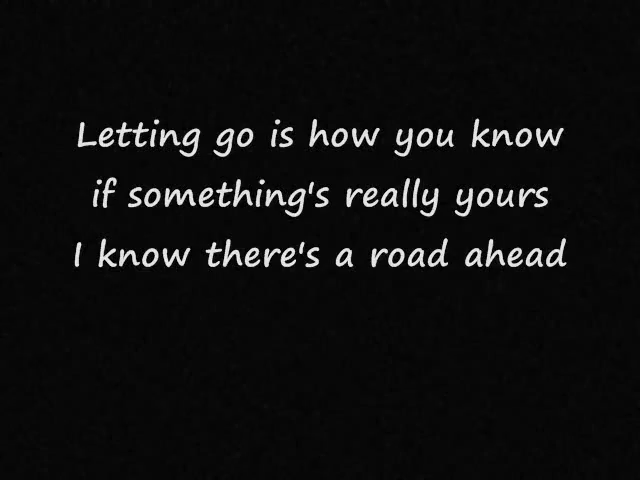 Letting go is how you know
if something's really yours
I know there's a road ahead